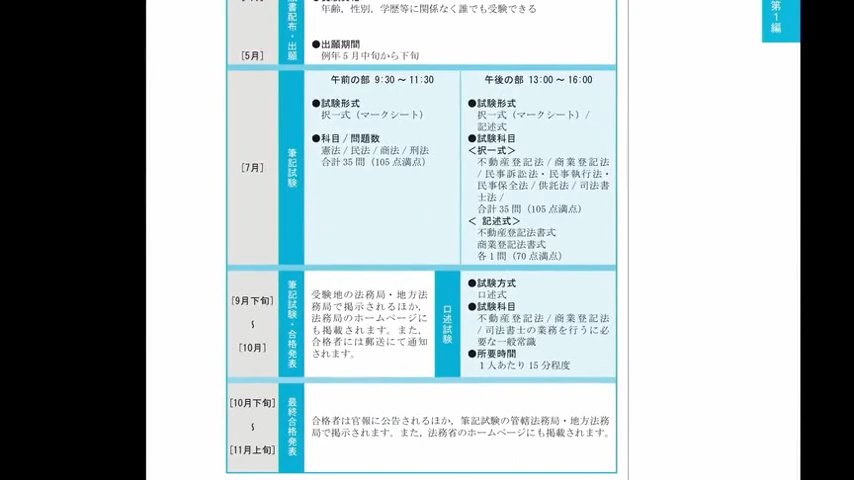 年齢，性別，学歴等に関係なく誰でも受験できる
書配布・出願
[5月]
●出願期間
例年5月中旬から下旬
第1編
[7月]
筆記試験
午前の部 9:30～11:30
●試験形式
択一式（マークシート）
●科目/問題数
憲法/民法/商法/刑法
合計35問（105点満点）
午後の部 13:00～16:00
●試験形式
択一式（マークシート）/
記述式
●試験科目
＜択一式＞
不動産登記法/商業登記法
/民事訴訟法・民事執行法・
民事保全法/供託法/司法書
士法/
合計35問（105点満点）
＜ 記述式＞
不動産登記法書式
商業登記法書式
各1問（70点満点）
[9月下旬]
～
[10月]
筆記試験・合格発表
受験地の法務局・地方法
務局で掲示されるほか，
法務局のホームページに
も掲載されます。また，
合格者には郵送にて通知
されます。
口述試験
●試験方式
口述式
●試験科目
不動産登記法/商業登記法
/司法書士の業務を行うに必
要な一般常識
●所要時間
1人あたり15分程度
[10月下旬]
～
[11月上旬]
最終合格発表
合格者は官報に公告されるほか，筆記試験の管轄法務局・地方法務
局で掲示されます。また，法務省のホームページにも掲載されます。